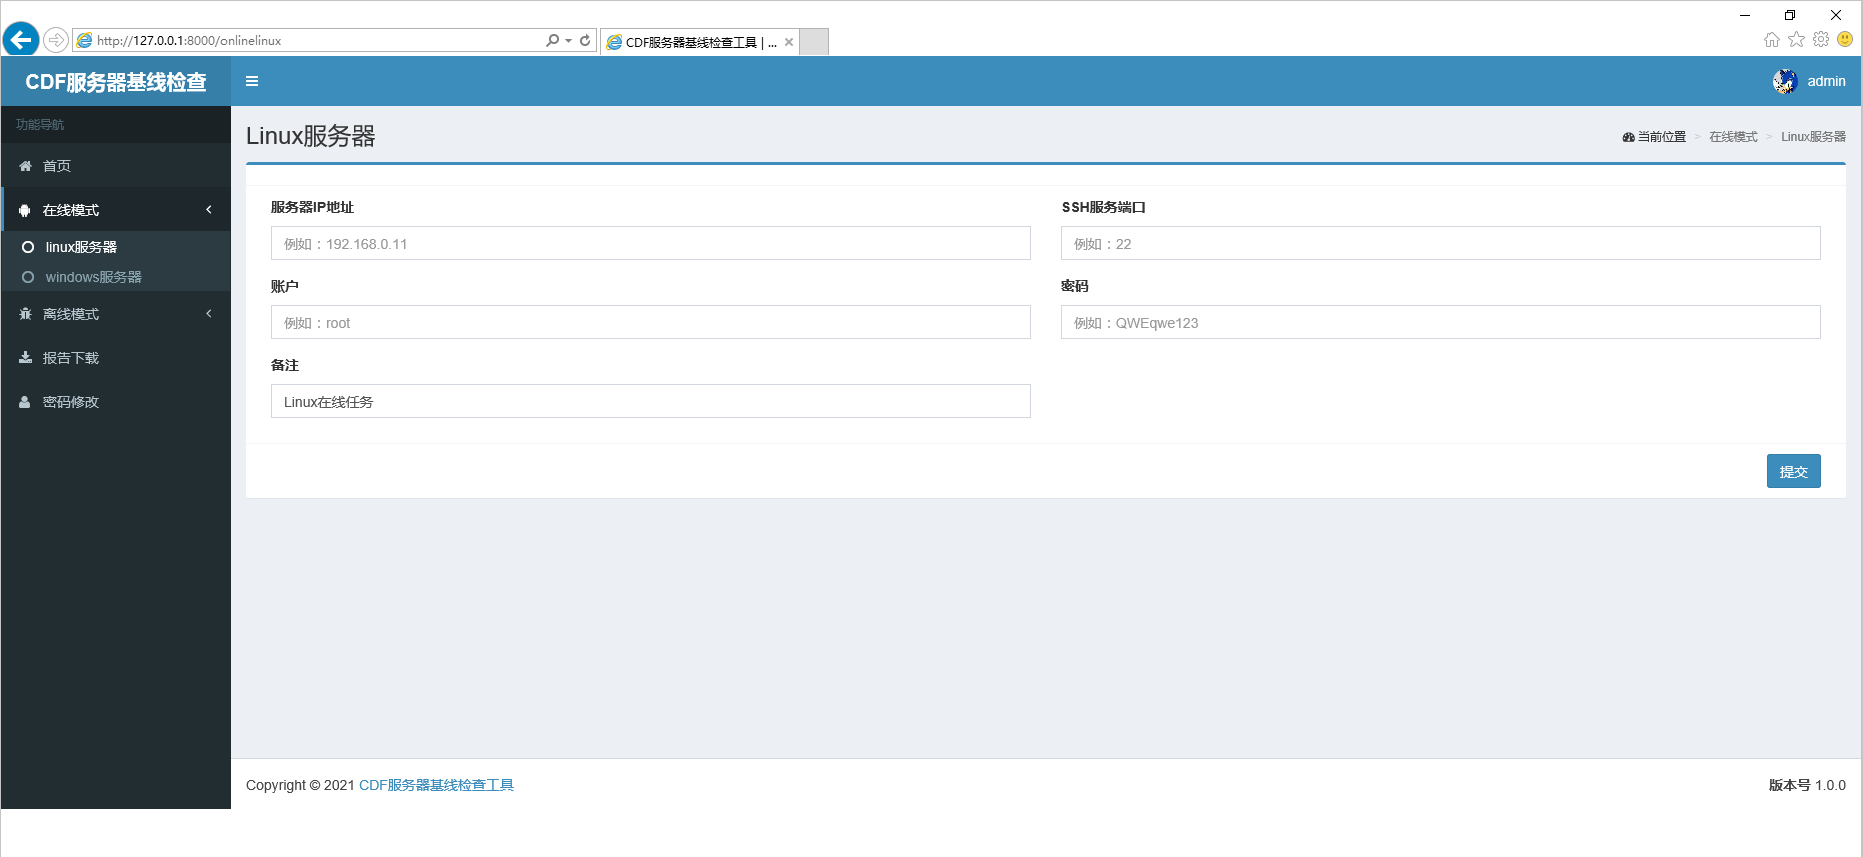 http://127.0.0.1:8000/onlinelinux
CDF服务器基线检查工具 | ...
CDF服务器基线检查
admin
功能导航
首页
在线模式
linux服务器
windows服务器
离线模式
报告下载
密码修改
Linux服务器
当前位置 > 在线模式 > Linux服务器
服务器IP地址
SSH服务端口
例如：192.168.0.11
例如：22
账户
密码
例如：root
例如：QWEqwe123
备注
Linux在线任务
提交
Copyright © 2021 CDF服务器基线检查工具
版本号 1.0.0